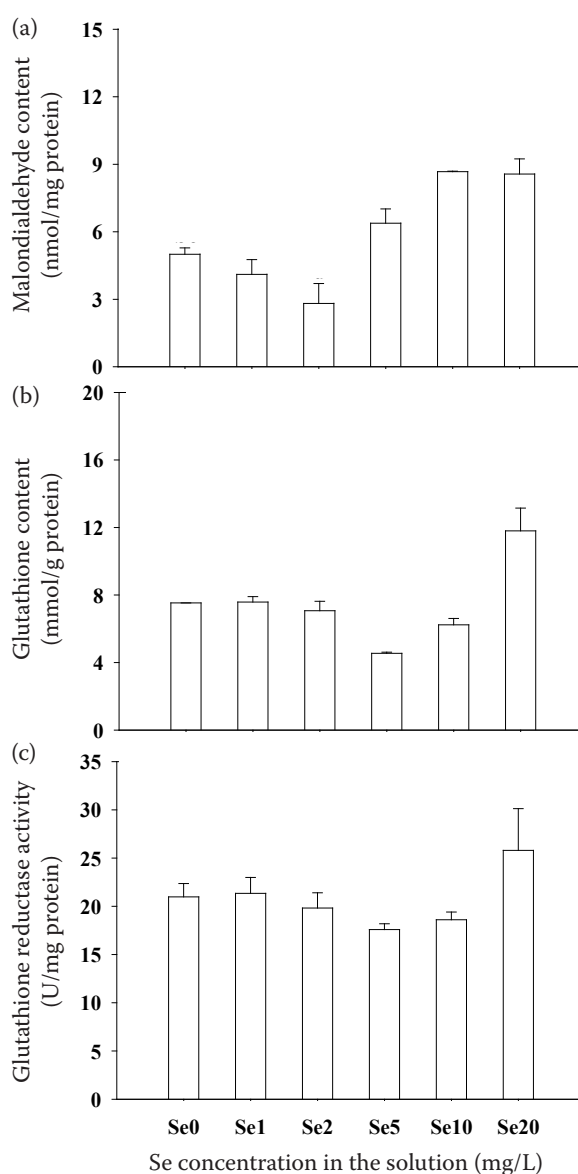 (a)
Malondialdehyde content
(nmol/mg protein)
15
12
9
6
3
0
(b)
Glutathione content
(mmol/g protein)
20
16
12
8
4
0
(c)
Glutathione reductase activity
(U/mg protein)
35
30
25
20
15
10
5
0
Se0 Se1 Se2 Se5 Se10 Se20
Se concentration in the solution (mg/L)